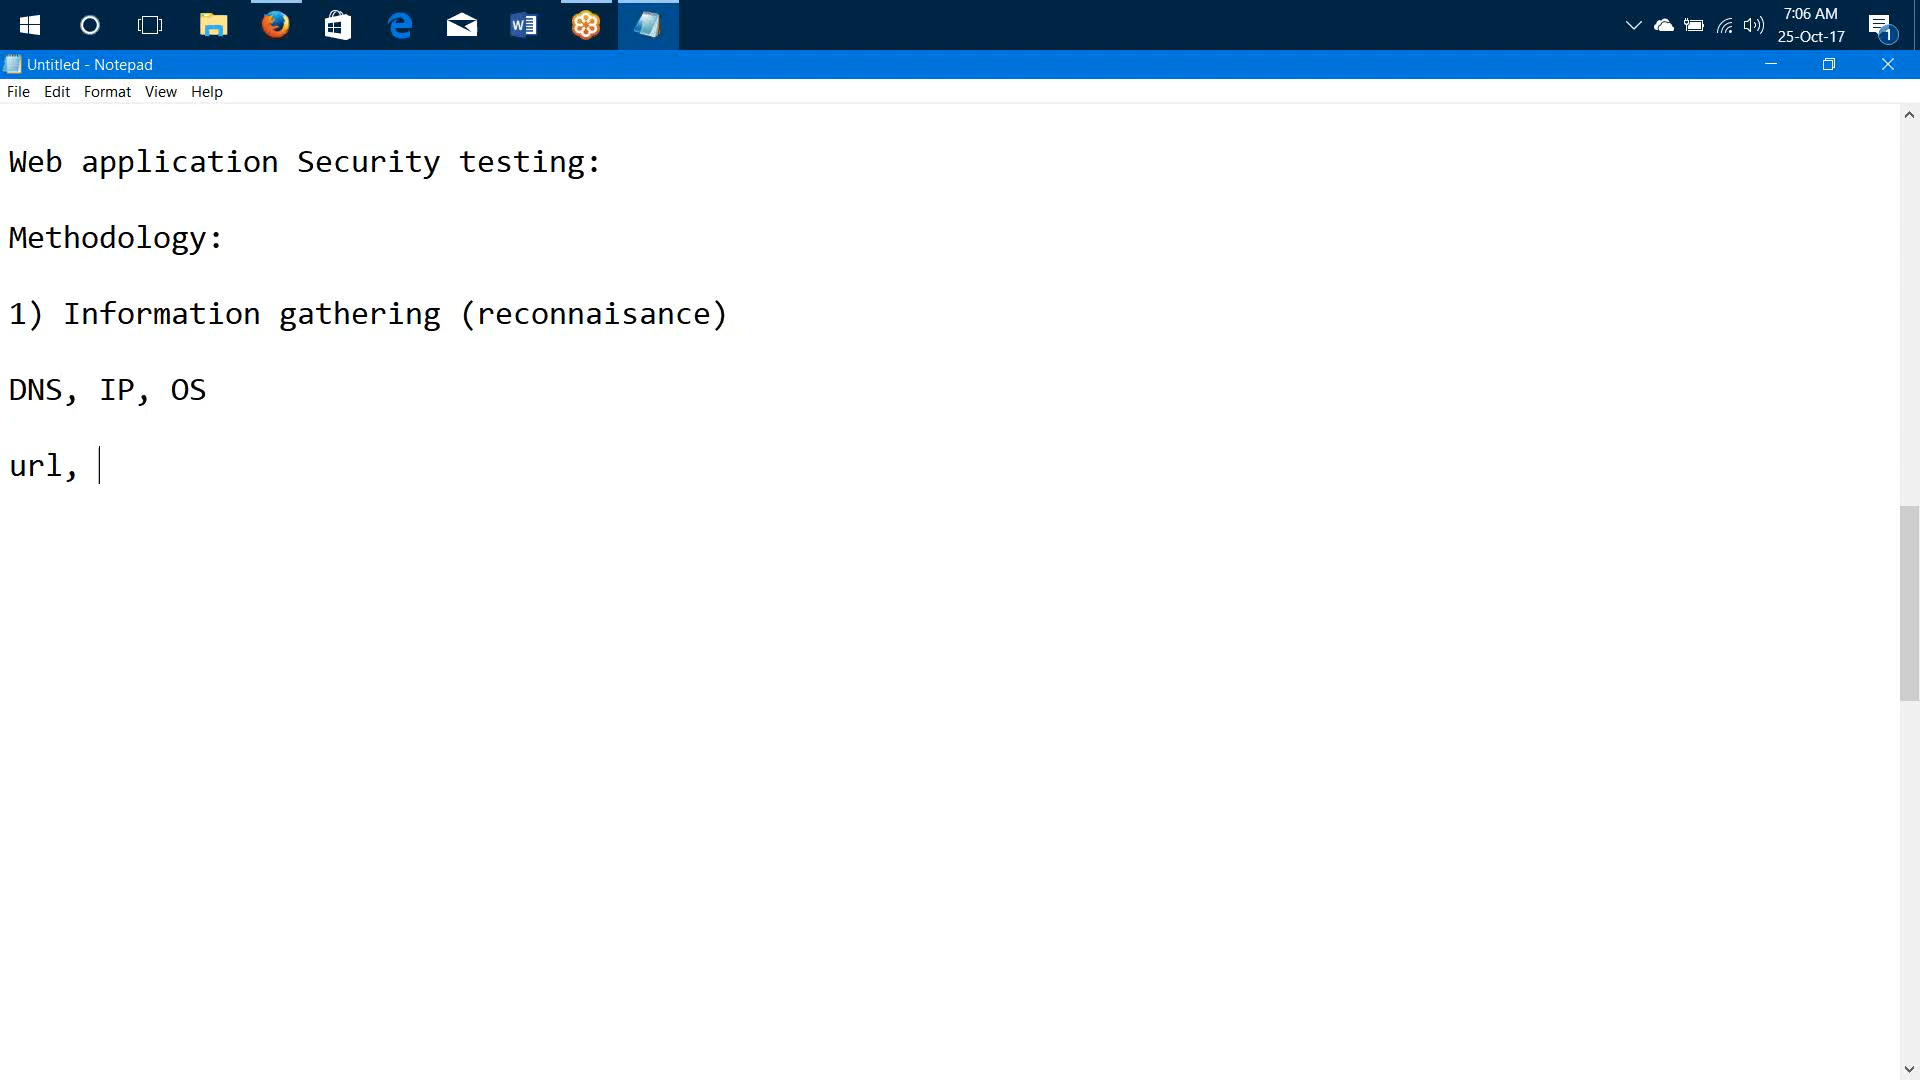 7:06 AM
25-Oct-17
1
Untitled - Notepad
File Edit Format View Help
Web application Security testing:
Methodology:
1) Information gathering (reconnaisance)
DNS, IP, OS
url,